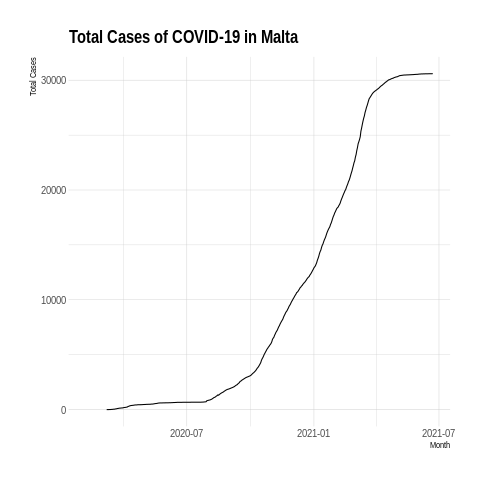 Total Cases of COVID-19 in Malta
Total Cases
30000
20000
10000
0
2020-07
2021-01
2021-07
Month